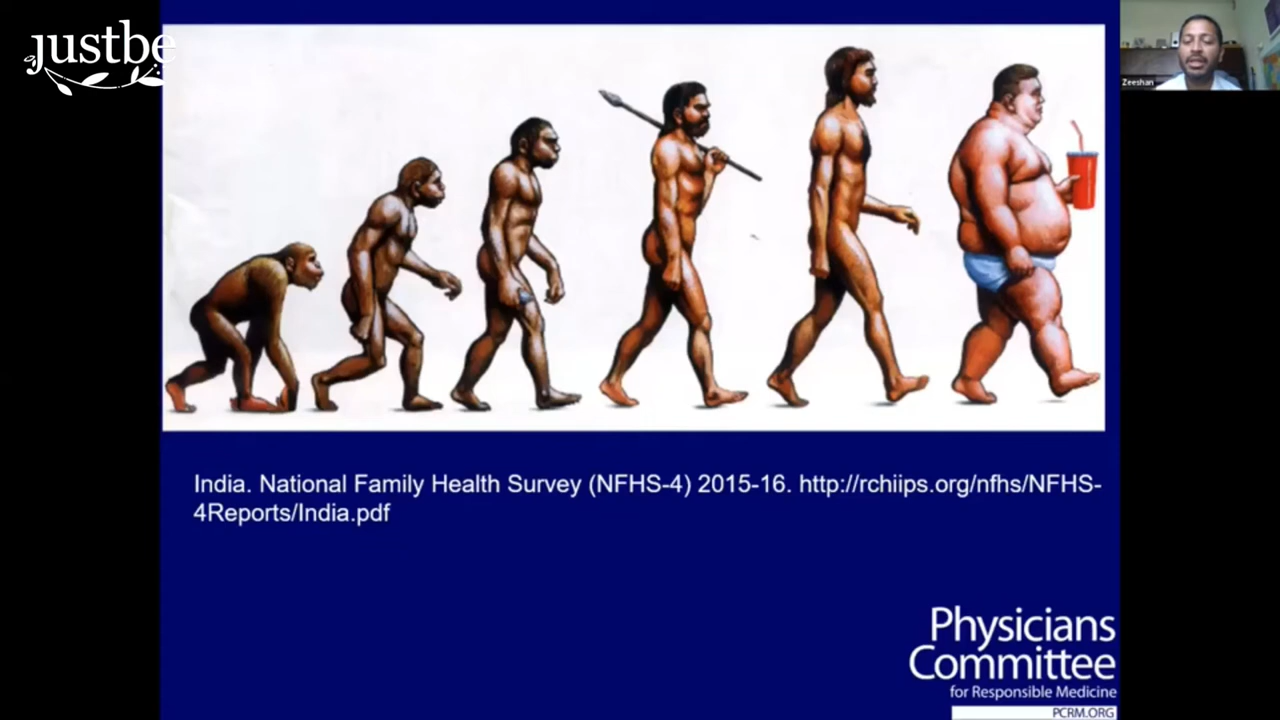 justbe
Zeeshan
India. National Family Health Survey (NFHS-4) 2015-16. http://rchiips.org/nfhs/NFHS-
4Reports/India.pdf
Physicians
Committee
for Responsible Medicine
PCRM.ORG